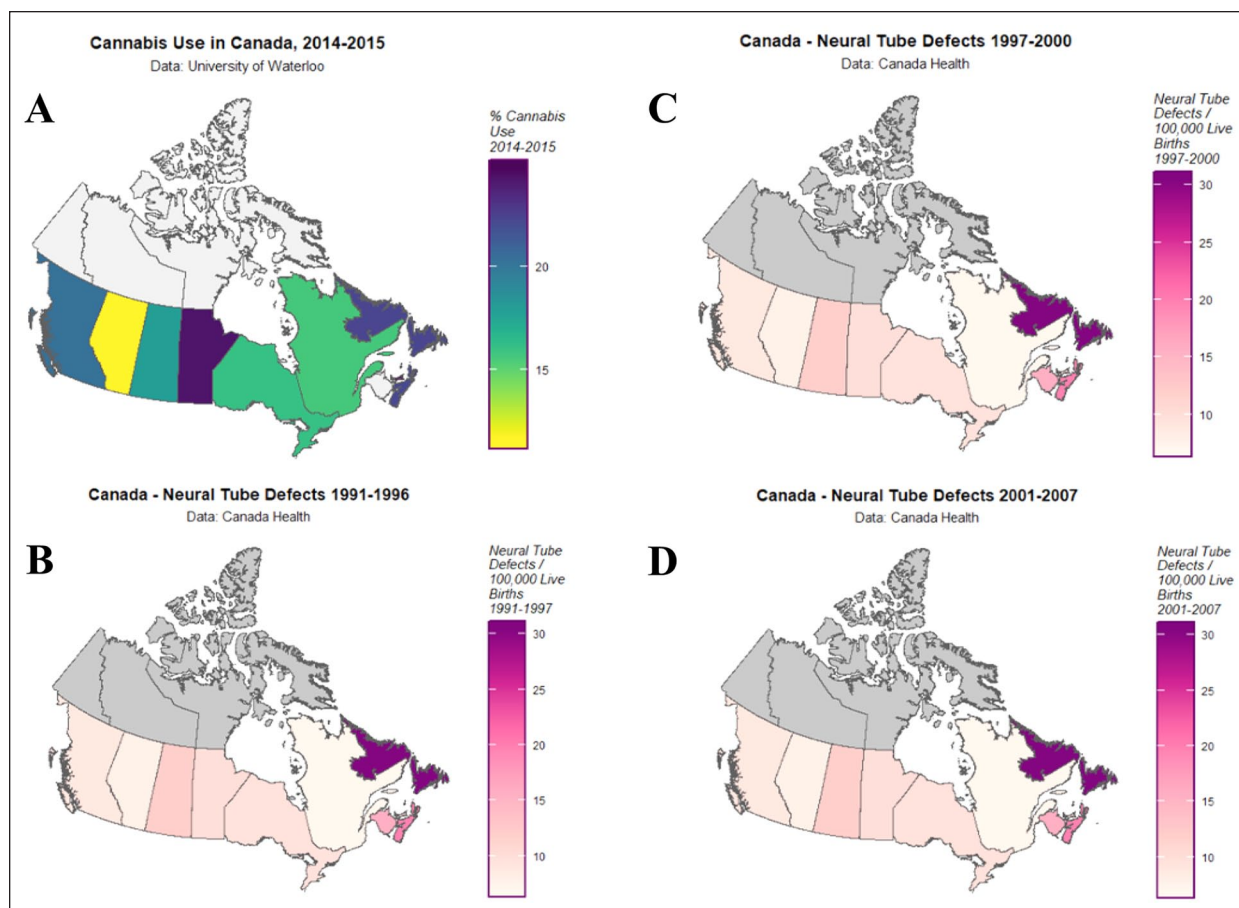 Cannabis Use in Canada, 2014-2015
Data: University of Waterloo
A
% Cannabis
Use
2014-2015
20
15
Canada - Neural Tube Defects 1997-2000
Data: Canada Health
C
Neural Tube
Defects /
100,000 Live
Births
1997-2000
30
25
20
15
10
Canada - Neural Tube Defects 1991-1996
Data: Canada Health
B
Neural Tube
Defects /
100,000 Live
Births
1991-1997
30
25
20
15
10
Canada - Neural Tube Defects 2001-2007
Data: Canada Health
D
Neural Tube
Defects /
100,000 Live
Births
2001-2007
30
25
20
15
10